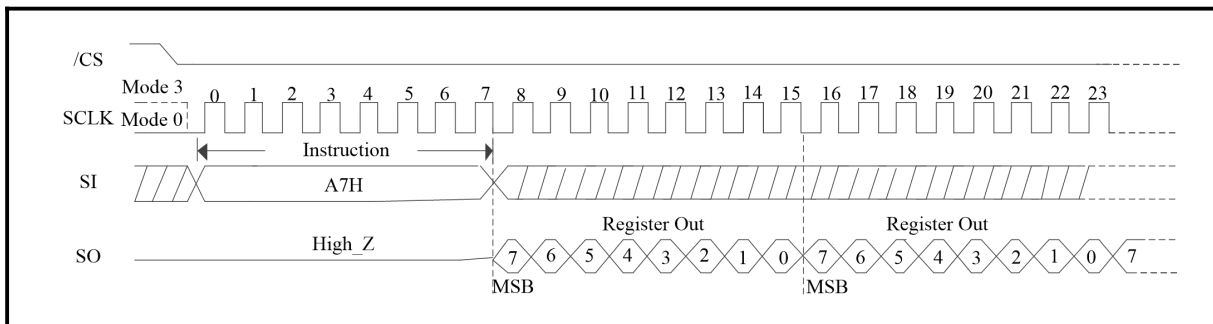 /CS
Mode 3
0 1 2 3 4 5 6 7 8 9 10 11 12 13 14 15 16 17 18 19 20 21 22 23
SCLK Mode 0
Instruction
SI
A7H
Register Out Register Out
High_Z
SO
7 6 5 4 3 2 1 0 7 6 5 4 3 2 1 0 7
MSB MSB